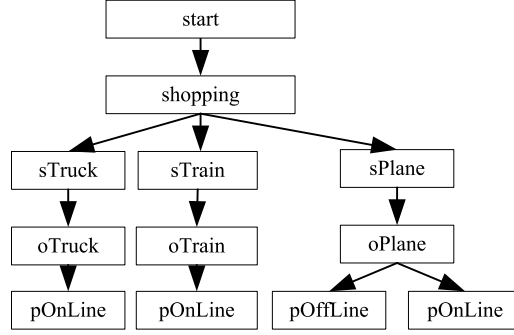 start
shopping
sTruck sTrain sPlane
oTruck oTrain oPlane
pOnLine pOnLine pOffLine pOnLine